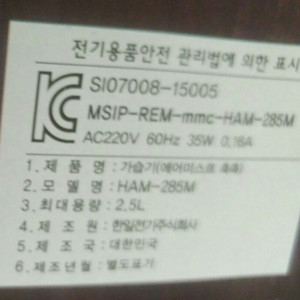 전기용품안전 관리법에 의한 표시
SI07008-15005
MSIP-REM-mmc-HAM-285M
AC220V 60Hz 35W 0.16A
1. 제 품 명 : 가습기(에어미스트 촉촉)
2. 모 델 명 : HAM-285M
3. 최대용량 : 2.5L
4. 제 조 원 : 한일전기주식회사
5. 제 조 국 : 대한민국
6. 제조년월 : 별도표기